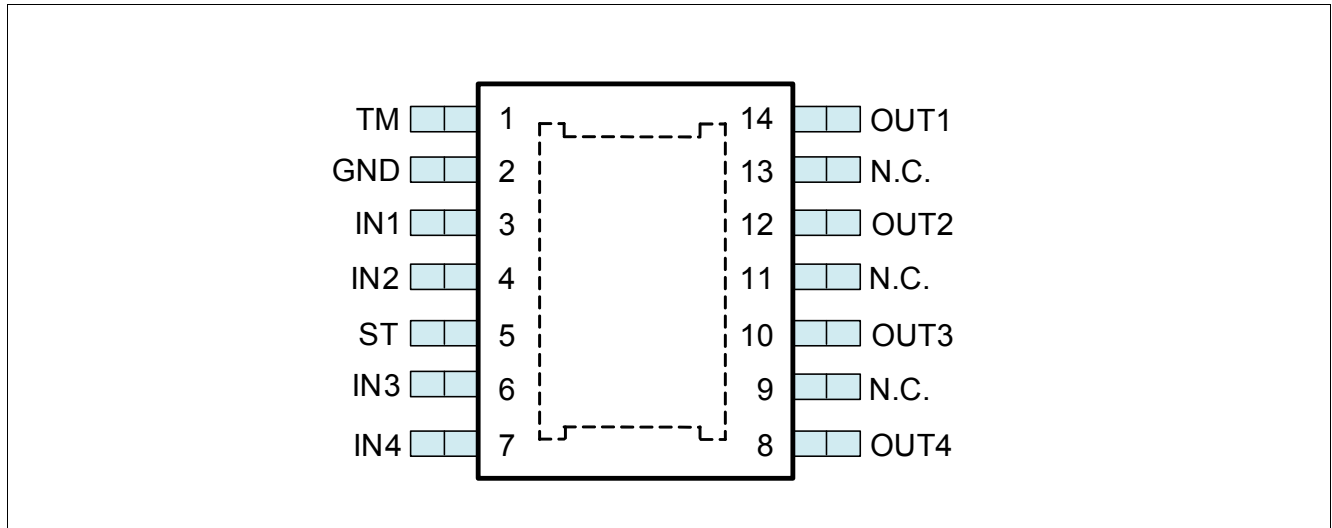 TM 1 14 OUT1
GND 2 13 N.C.
IN1 3 12 OUT2
IN2 4 11 N.C.
ST 5 10 OUT3
IN3 6 9 N.C.
IN4 7 8 OUT4